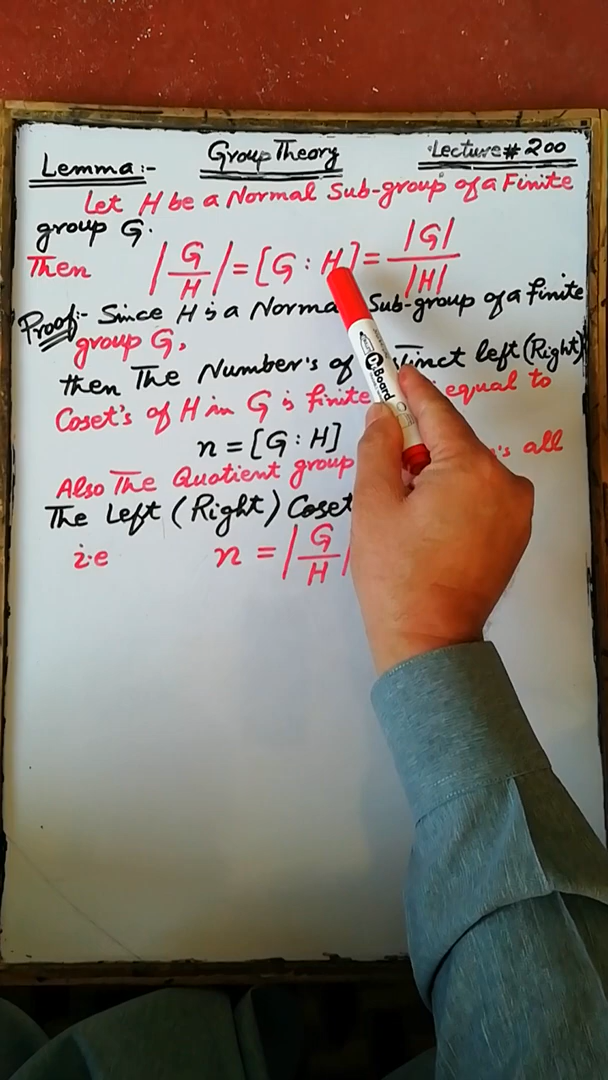 Group Theory
Lecture # 200
Lemma:-
Let H be a Normal Sub-group of a Finite
group G.
Then |G/H| = [G : H] = |G|/|H|
Proof:- Since H is a Normal Sub-group of a finite
group G,
then The Number's of left (Right)
Coset's of H in G is finite equal to
n = [G : H]
Also The Quotient group all
The Left (Right) Coset
i.e n = |G/H|
Board